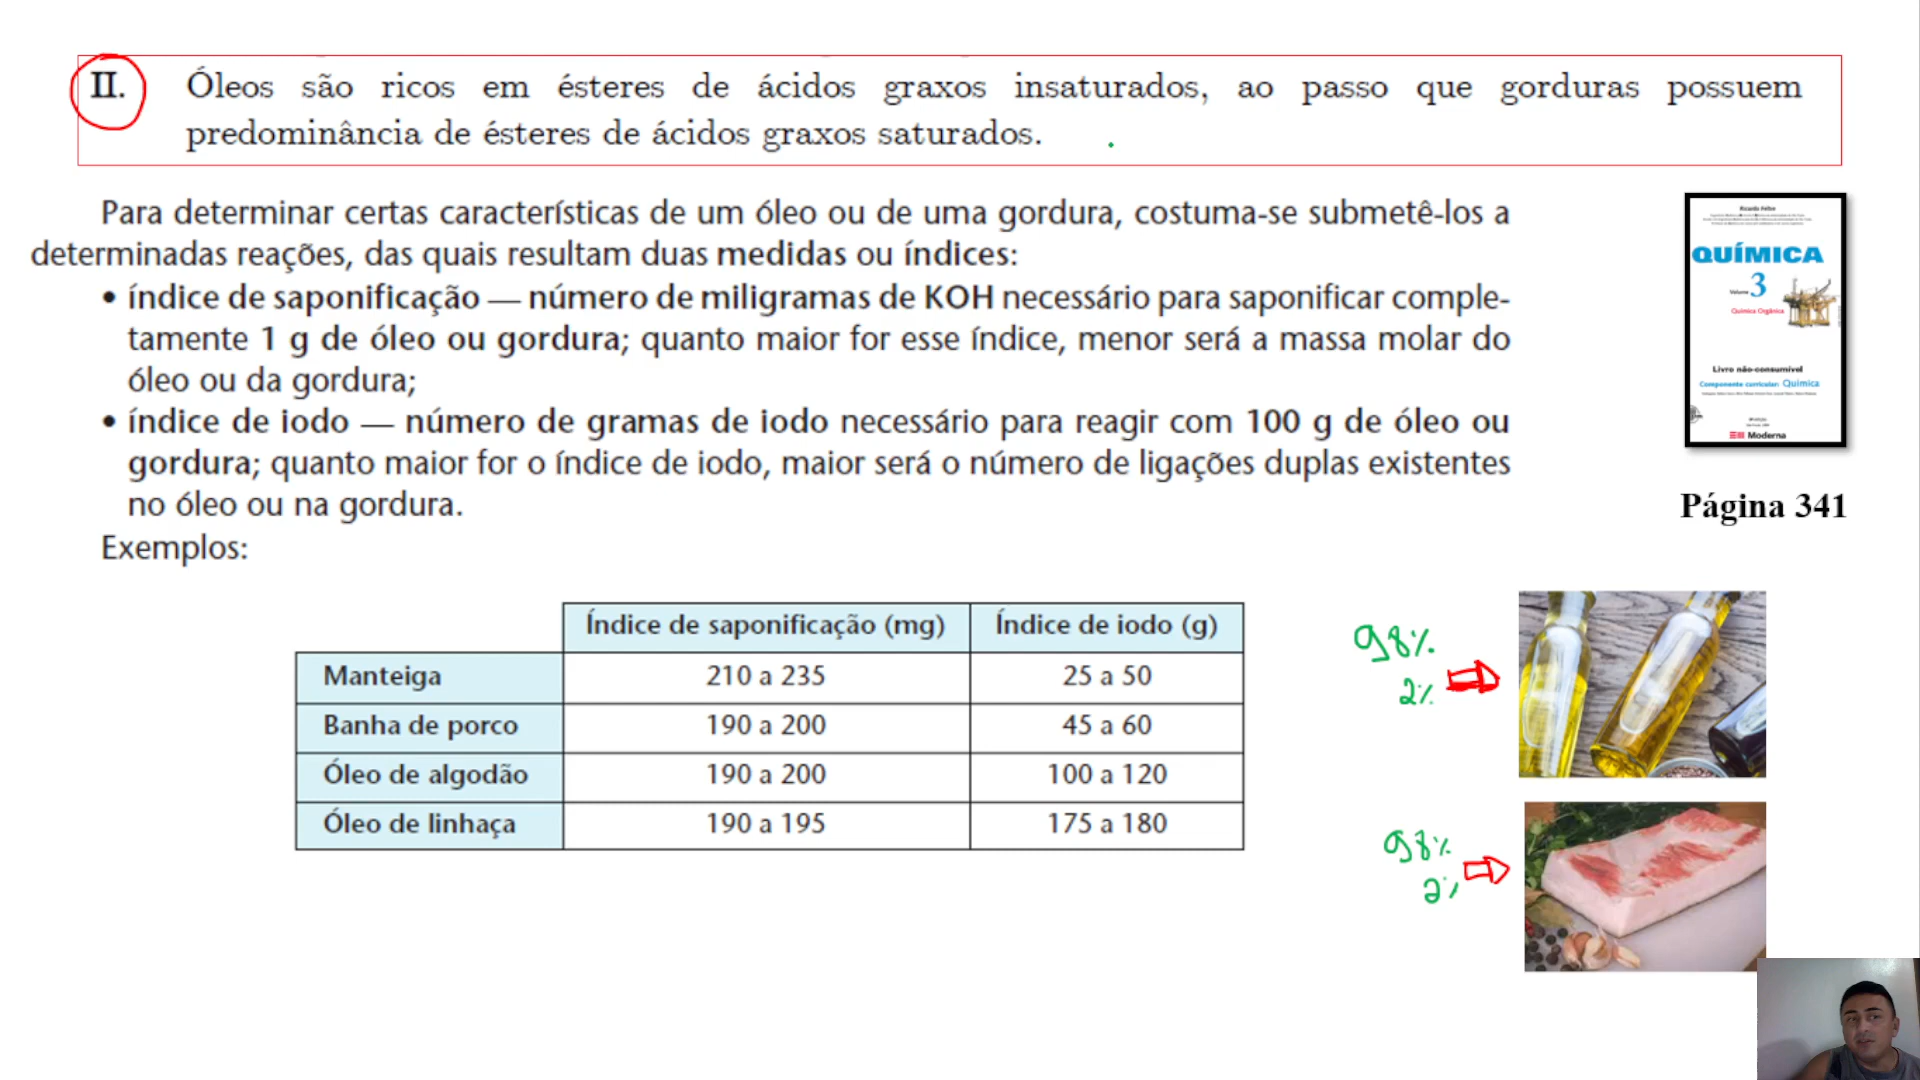 II. Óleos são ricos em ésteres de ácidos graxos insaturados, ao passo que gorduras possuem
predominância de ésteres de ácidos graxos saturados.
Para determinar certas características de um óleo ou de uma gordura, costuma-se submetê-los a
determinadas reações, das quais resultam duas medidas ou índices:
• índice de saponificação — número de miligramas de KOH necessário para saponificar comple-
tamente 1 g de óleo ou gordura; quanto maior for esse índice, menor será a massa molar do
óleo ou da gordura;
• índice de iodo — número de gramas de iodo necessário para reagir com 100 g de óleo ou
gordura; quanto maior for o índice de iodo, maior será o número de ligações duplas existentes
no óleo ou na gordura.
Exemplos:
Índice de saponificação (mg) Índice de iodo (g)
Manteiga 210 a 235 25 a 50
Banha de porco 190 a 200 45 a 60
Óleo de algodão 190 a 200 100 a 120
Óleo de linhaça 190 a 195 175 a 180
Ricardo Feltre
QUÍMICA
Volume 3
Química Orgânica
Livro não-consumível
Componente curricular: Química
Moderna
Página 341
98%
2%
98%
2%